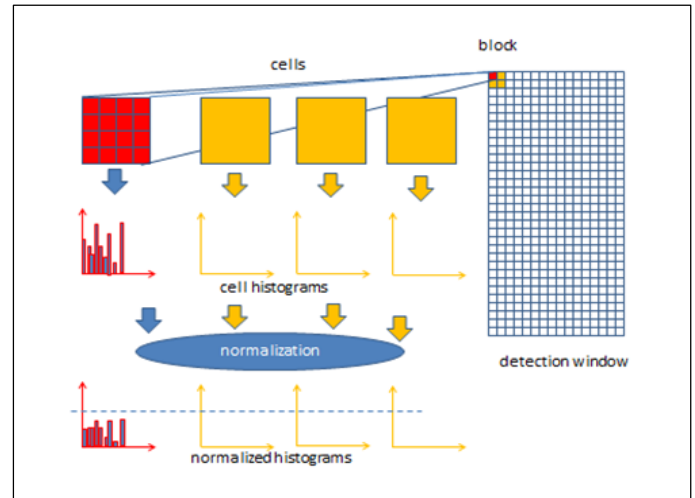 block
cells
cell histograms
normalization
detection window
normalized histograms